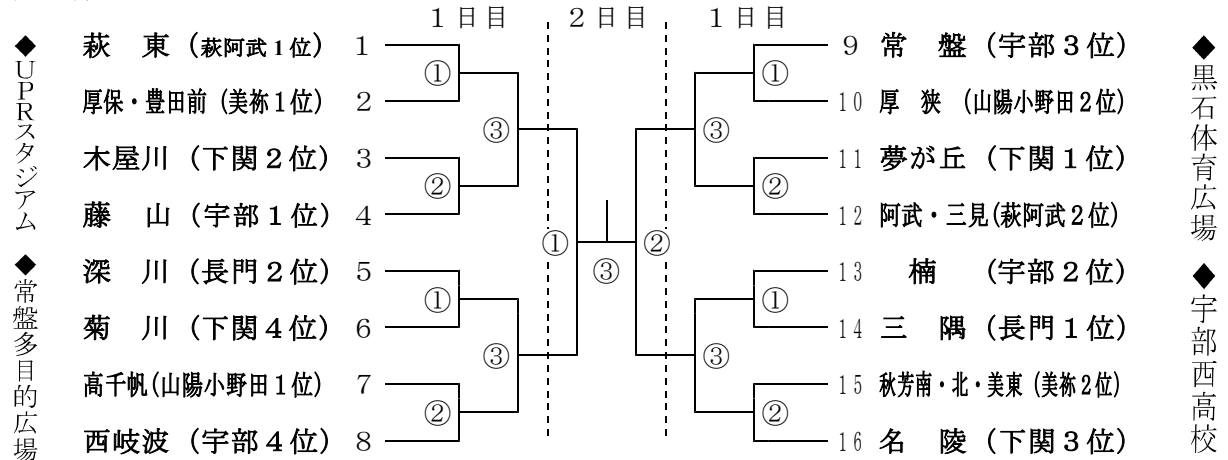 1日目 2日目 1日目
◆UPRスタジアム ◆常盤多目的広場
萩 東 (萩阿武1位) 1
厚保・豊田前 (美祢1位) 2
木屋川 (下関2位) 3
藤 山 (宇部1位) 4
深 川 (長門2位) 5
菊 川 (下関4位) 6
高千帆(山陽小野田1位) 7
西岐波 (宇部4位) 8
①
②
①
②
③
③
①
③
②
③
③
①
②
①
②
9 常 盤 (宇部3位)
10 厚 狭 (山陽小野田2位)
11 夢が丘 (下関1位)
12 阿武・三見(萩阿武2位)
13 楠 (宇部2位)
14 三 隅 (長門1位)
15 秋芳南・北・美東 (美祢2位)
16 名 陵 (下関3位)
◆黒石体育広場 ◆宇部西高校